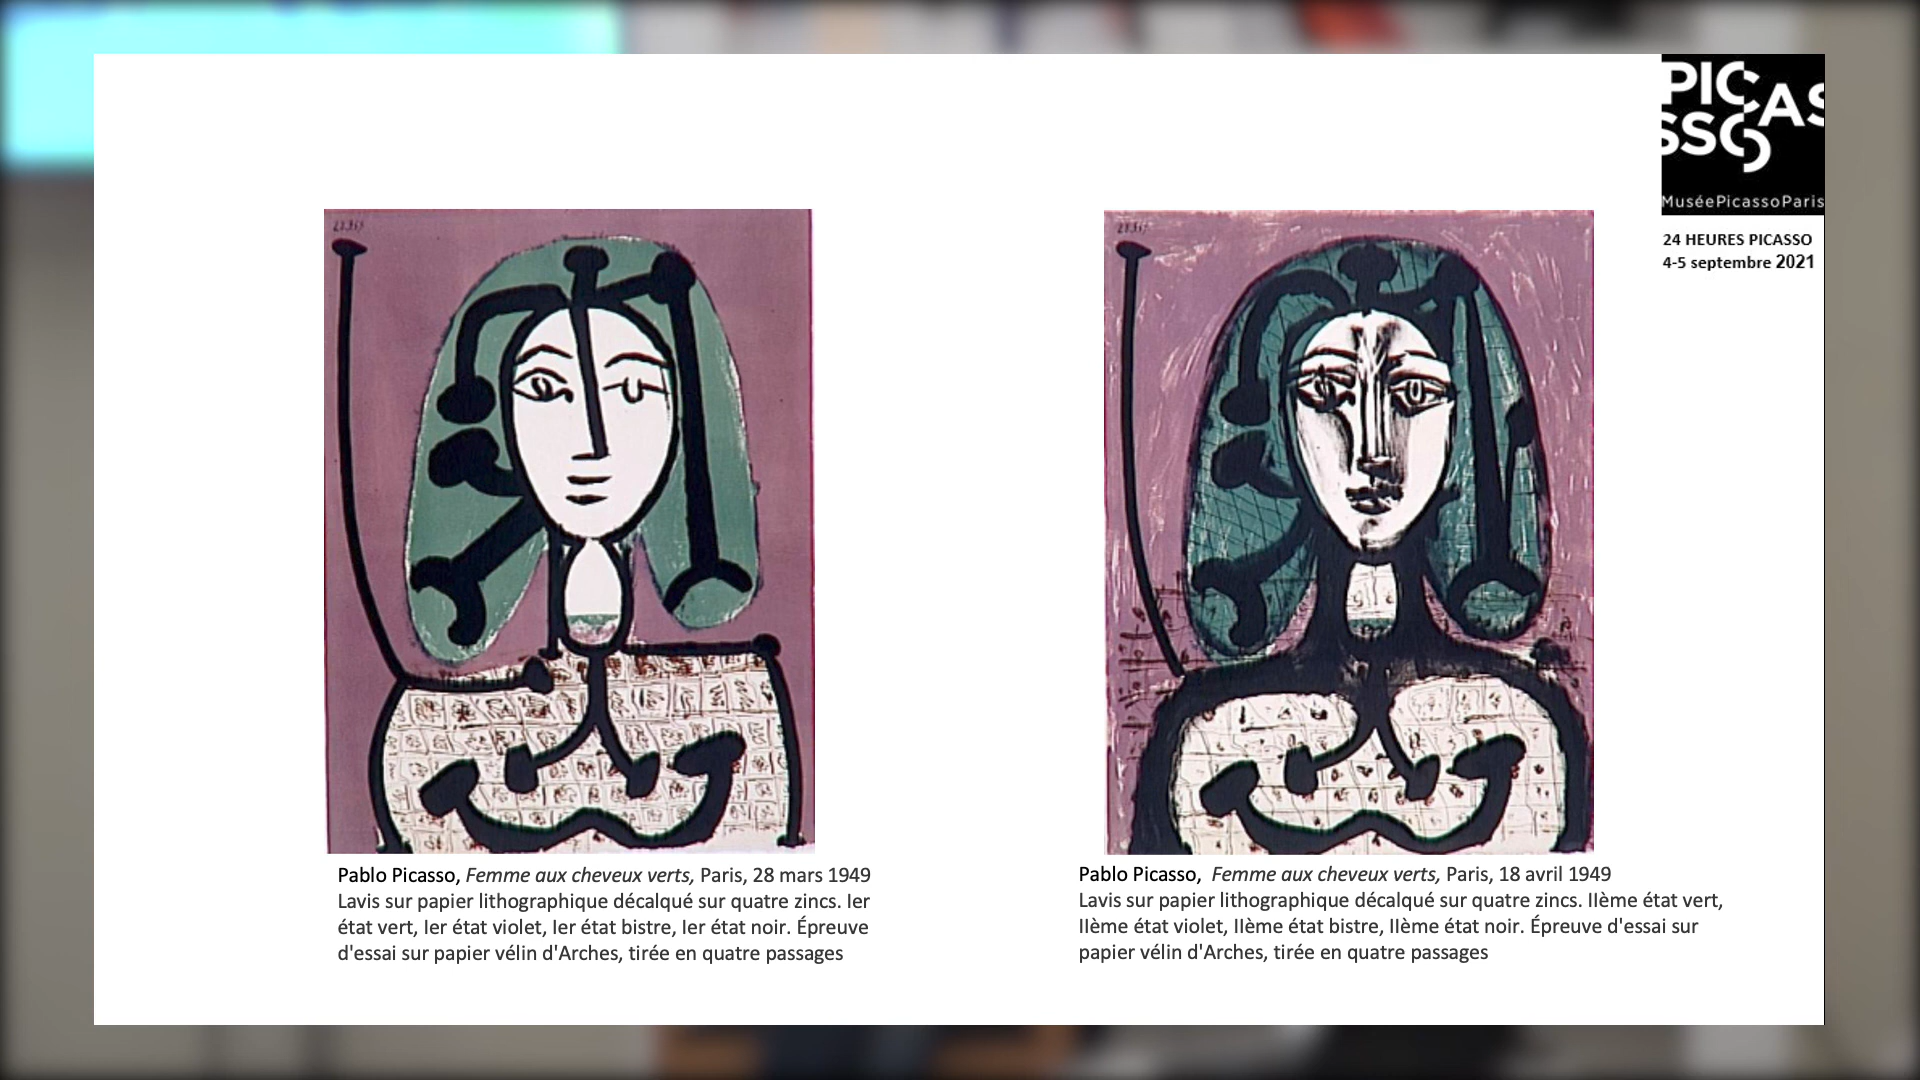 PICASSO
MuséePicassoParis
24 HEURES PICASSO
4-5 septembre 2021
Pablo Picasso, Femme aux cheveux verts, Paris, 28 mars 1949
Lavis sur papier lithographique décalqué sur quatre zincs. Ier
état vert, Ier état violet, Ier état bistre, Ier état noir. Épreuve
d'essai sur papier vélin d'Arches, tirée en quatre passages
Pablo Picasso, Femme aux cheveux verts, Paris, 18 avril 1949
Lavis sur papier lithographique décalqué sur quatre zincs. IIème état vert,
IIème état violet, IIème état bistre, IIème état noir. Épreuve d'essai sur
papier vélin d'Arches, tirée en quatre passages